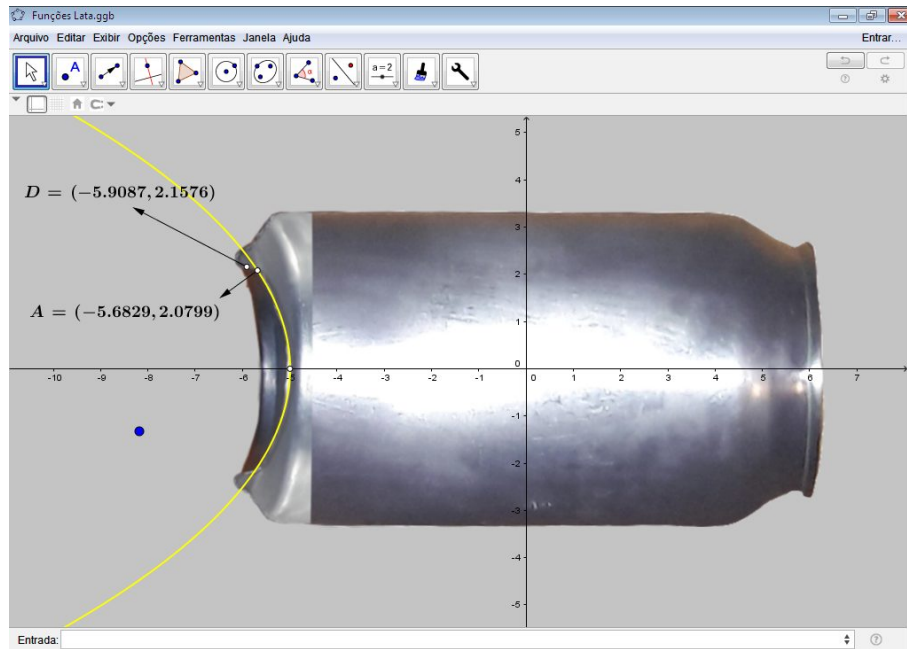 Funções Lata.ggb
Arquivo Editar Exibir Opções Ferramentas Janela Ajuda Entrar...
A
a=2
C:
D = (−5.9087, 2.1576)
A = (−5.6829, 2.0799)
5
4
3
2
1
0
-10 -9 -8 -7 -6 -5 -4 -3 -2 -1 0 1 2 3 4 5 6 7
-1
-2
-3
-4
-5
Entrada: